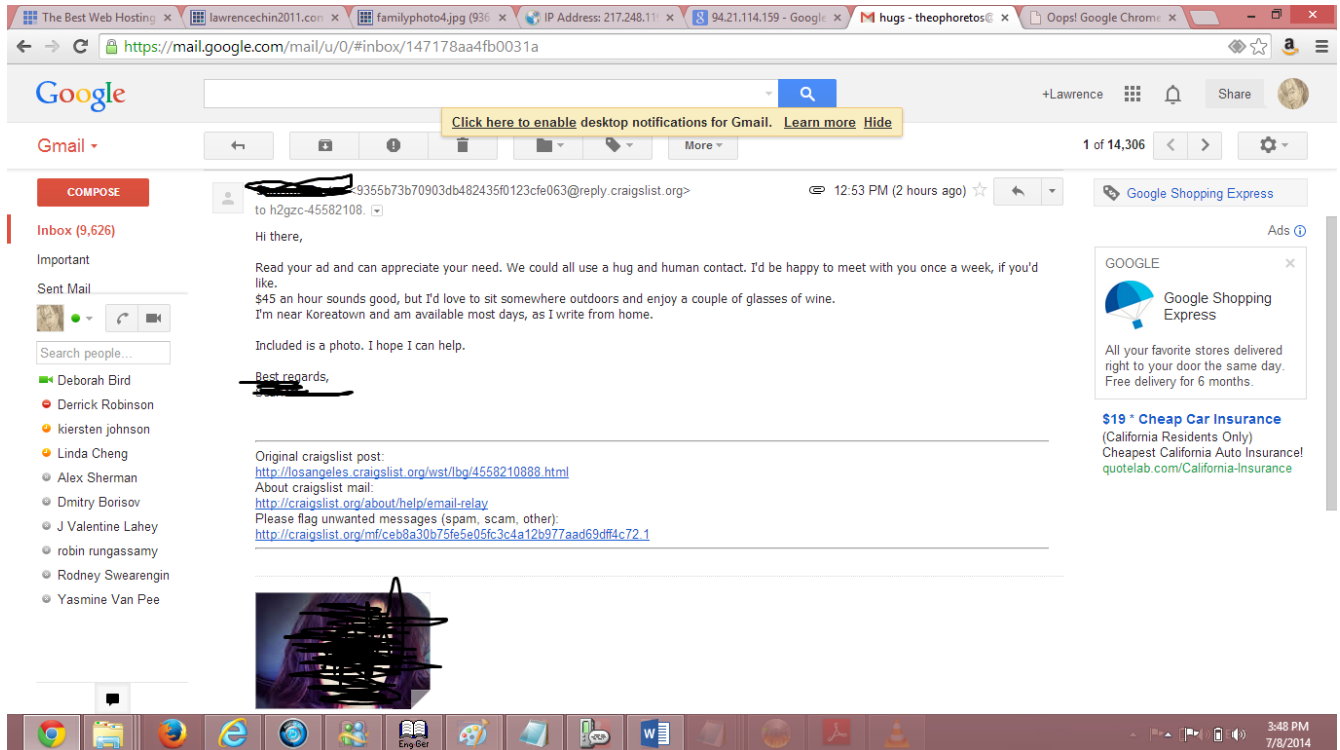 The Best Web Hosting
lawrencechin2011.com
familyphoto4.jpg (936
IP Address: 217.248.11
94.21.114.159 - Google
hugs - theophoretos@
Oops! Google Chrome
https://mail.google.com/mail/u/0/#inbox/147178aa4fb0031a
Google
+Lawrence
Share
Click here to enable desktop notifications for Gmail. Learn more Hide
Gmail
More
1 of 14,306
COMPOSE
<9355b73b70903db482435f0123cfe063@reply.craigslist.org>
12:53 PM (2 hours ago)
to h2gzc-45582108.
Inbox (9,626)
Important
Sent Mail
Search people...
Deborah Bird
Derrick Robinson
kiersten johnson
Linda Cheng
Alex Sherman
Dmitry Borisov
J Valentine Lahey
robin rungassamy
Rodney Swearengin
Yasmine Van Pee
Hi there,
Read your ad and can appreciate your need. We could all use a hug and human contact. I'd be happy to meet with you once a week, if you'd
like.
$45 an hour sounds good, but I'd love to sit somewhere outdoors and enjoy a couple of glasses of wine.
I'm near Koreatown and am available most days, as I write from home.
Included is a photo. I hope I can help.
Best regards,
Original craigslist post:
http://losangeles.craigslist.org/wst/lbg/4558210888.html
About craigslist mail:
http://craigslist.org/about/help/email-relay
Please flag unwanted messages (spam, scam, other):
http://craigslist.org/mf/ceb8a30b75fe5e05fc3c4a12b977aad69dff4c72.1
Google Shopping Express
Ads
GOOGLE
Google Shopping
Express
All your favorite stores delivered
right to your door the same day.
Free delivery for 6 months.
$19 * Cheap Car Insurance
(California Residents Only)
Cheapest California Auto Insurance!
quotelab.com/California-Insurance
Eng Ger
3:48 PM
7/8/2014